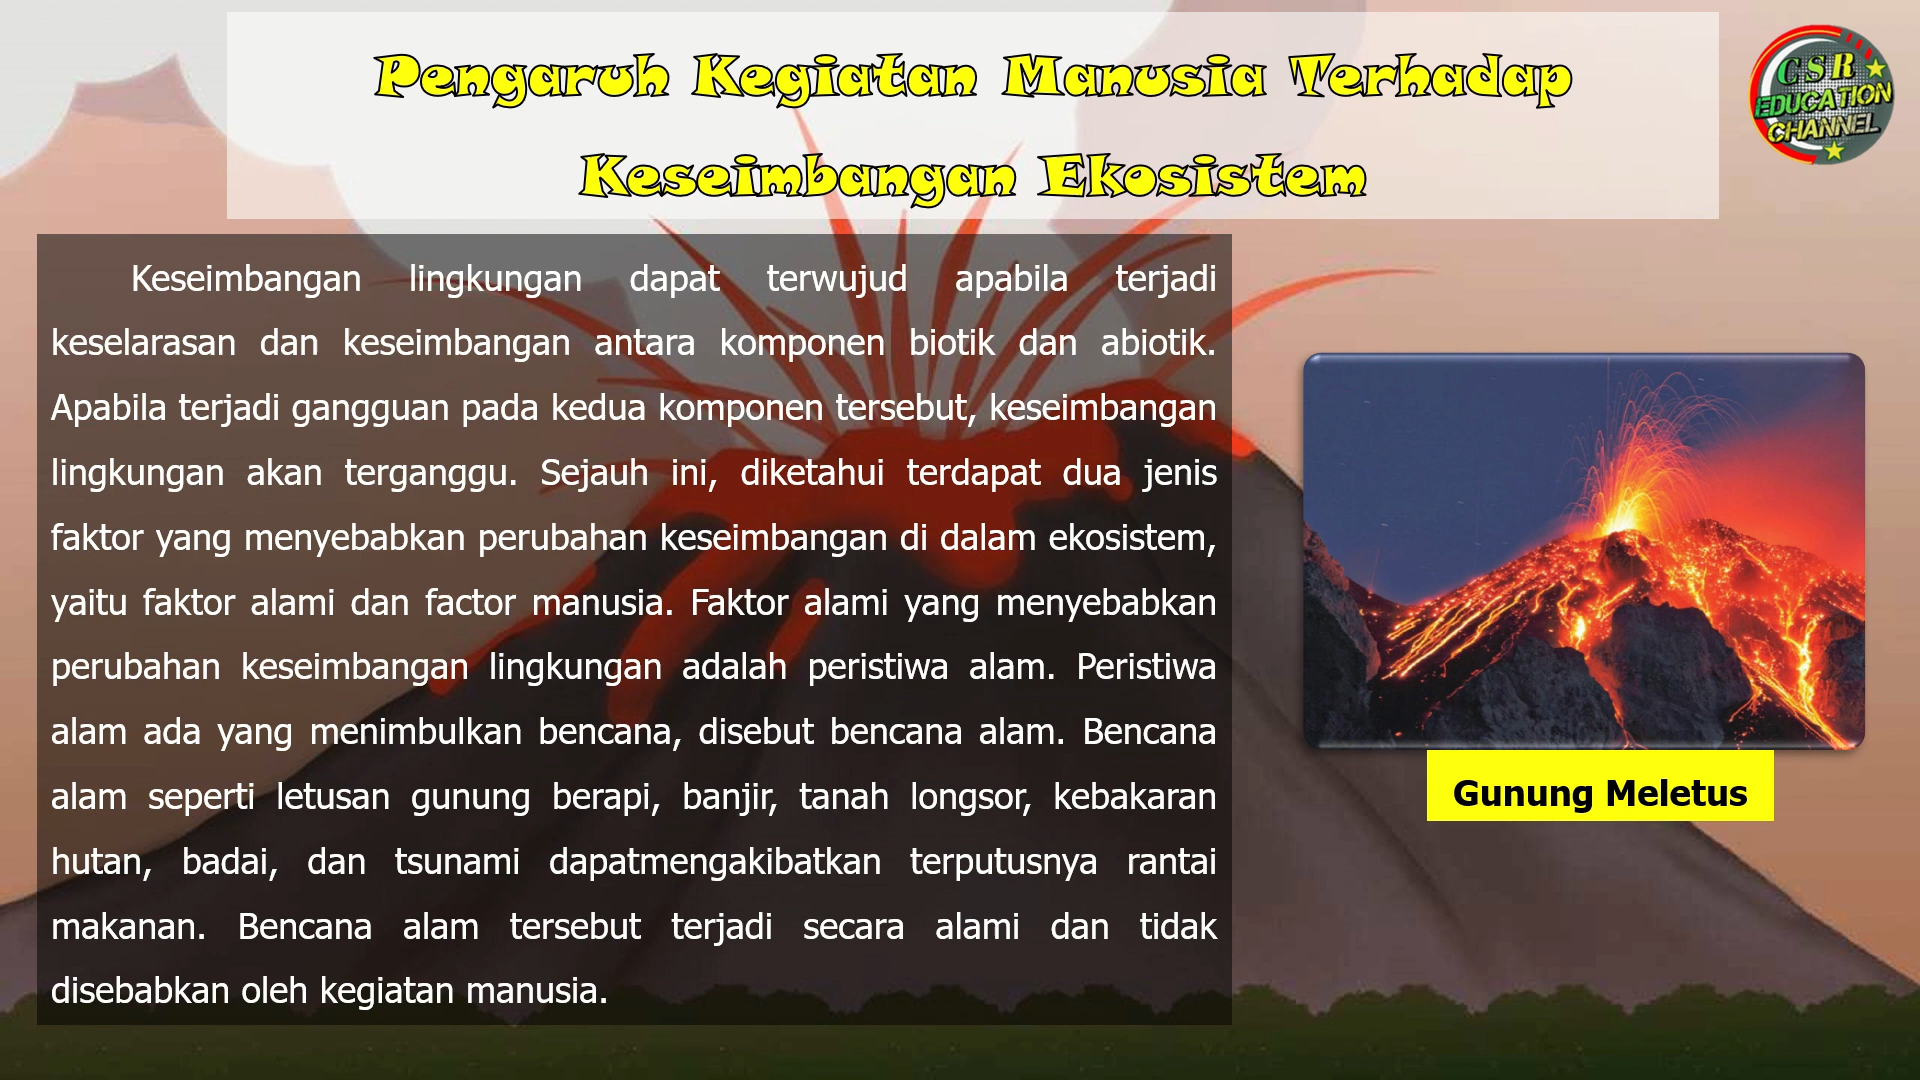 Pengaruh Kegiatan Manusia Terhadap
Keseimbangan Ekosistem
CSR
EDUCATION
CHANNEL
Keseimbangan lingkungan dapat terwujud apabila terjadi
keselarasan dan keseimbangan antara komponen biotik dan abiotik.
Apabila terjadi gangguan pada kedua komponen tersebut, keseimbangan
lingkungan akan terganggu. Sejauh ini, diketahui terdapat dua jenis
faktor yang menyebabkan perubahan keseimbangan di dalam ekosistem,
yaitu faktor alami dan factor manusia. Faktor alami yang menyebabkan
perubahan keseimbangan lingkungan adalah peristiwa alam. Peristiwa
alam ada yang menimbulkan bencana, disebut bencana alam. Bencana
alam seperti letusan gunung berapi, banjir, tanah longsor, kebakaran
hutan, badai, dan tsunami dapatmengakibatkan terputusnya rantai
makanan. Bencana alam tersebut terjadi secara alami dan tidak
disebabkan oleh kegiatan manusia.
Gunung Meletus